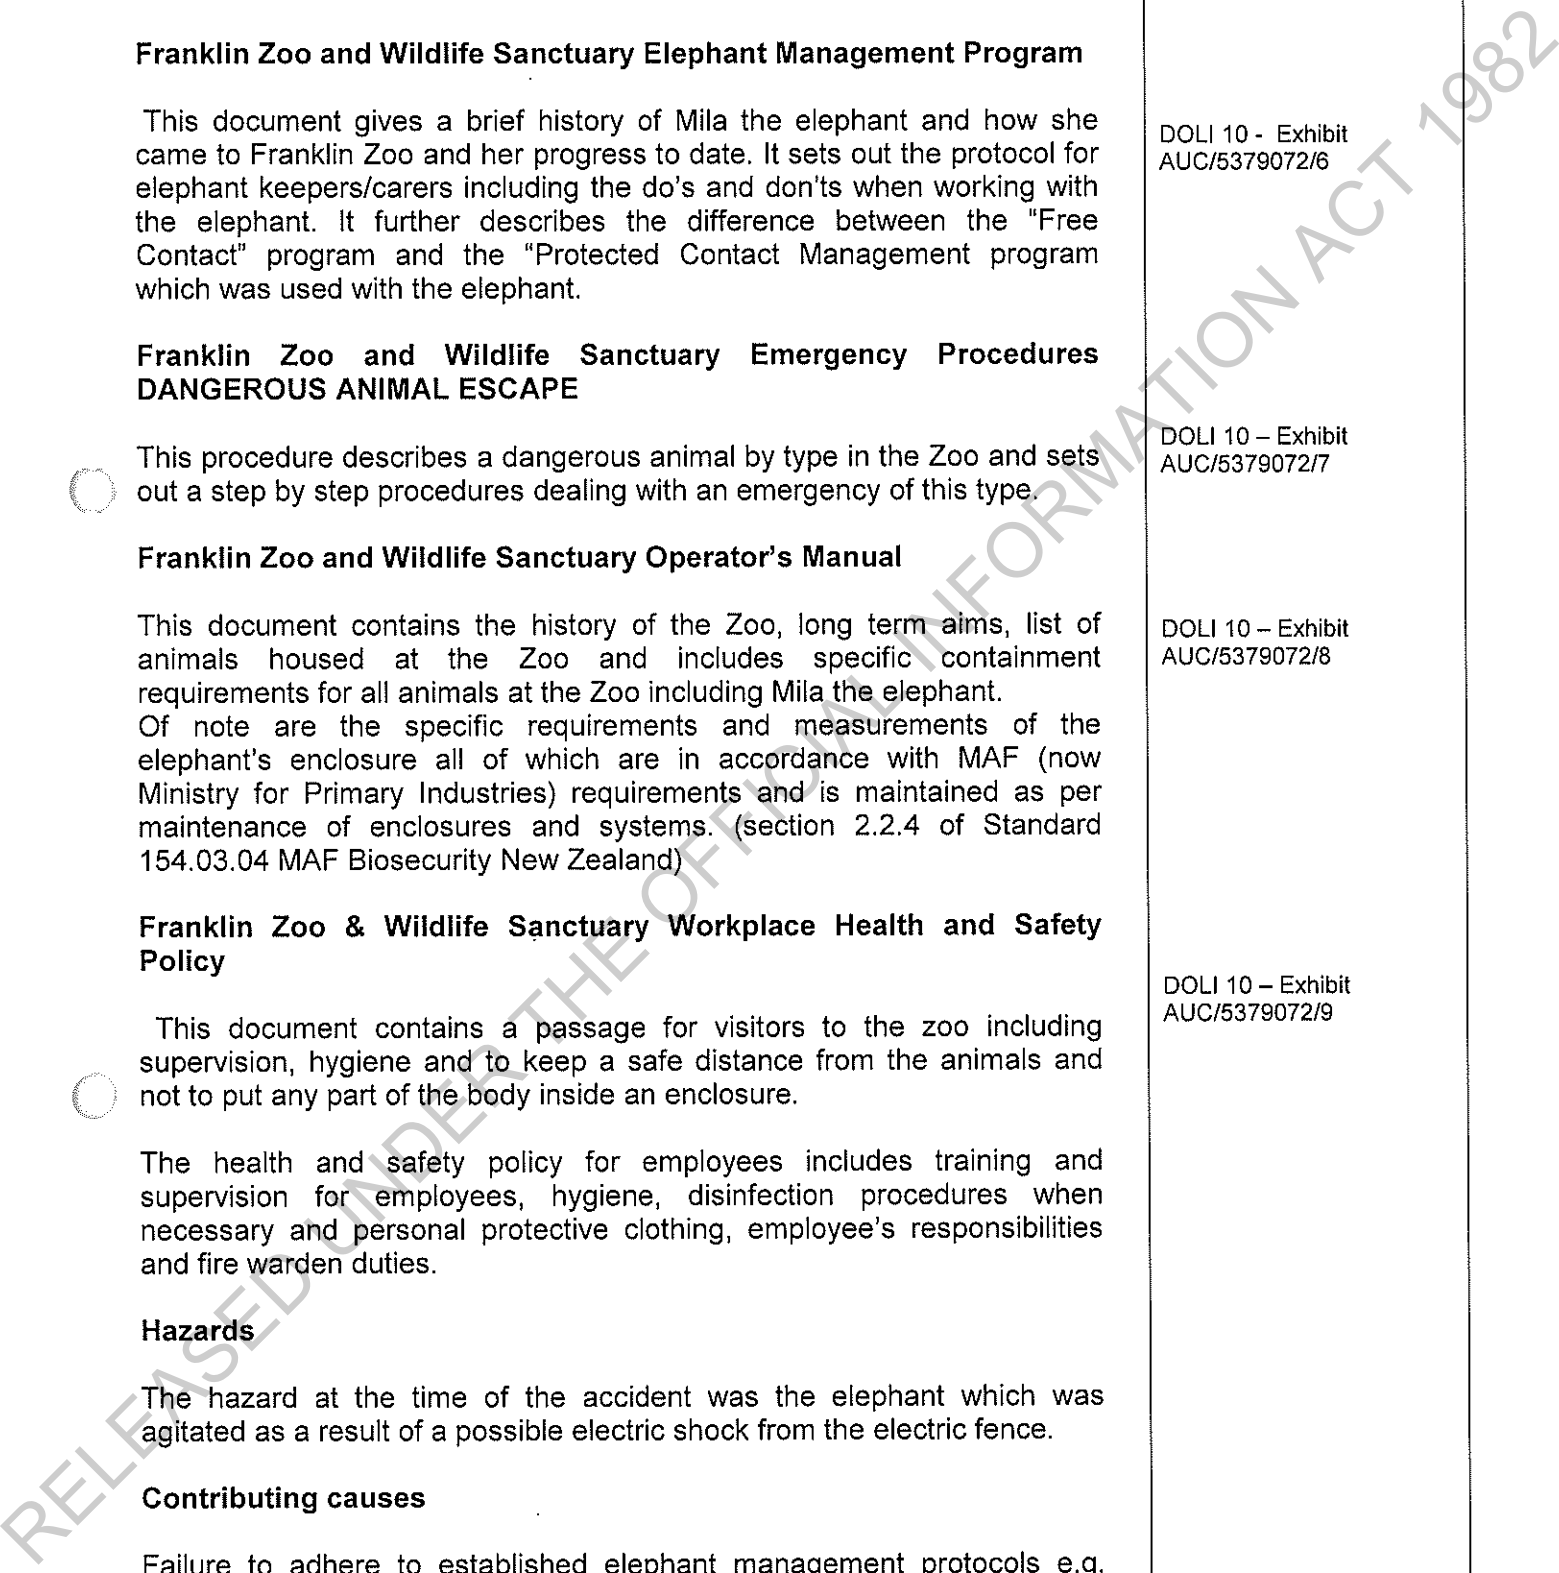 Franklin Zoo and Wildlife Sanctuary Elephant Management Program
This document gives a brief history of Mila the elephant and how she
came to Franklin Zoo and her progress to date. It sets out the protocol for
elephant keepers/carers including the do's and don'ts when working with
the elephant. It further describes the difference between the "Free
Contact" program and the "Protected Contact Management program
which was used with the elephant.
DOLI 10 - Exhibit
AUC/5379072/6
Franklin Zoo and Wildlife Sanctuary Emergency Procedures
DANGEROUS ANIMAL ESCAPE
This procedure describes a dangerous animal by type in the Zoo and sets
out a step by step procedures dealing with an emergency of this type.
DOLI 10 – Exhibit
AUC/5379072/7
Franklin Zoo and Wildlife Sanctuary Operator's Manual
This document contains the history of the Zoo, long term aims, list of
animals housed at the Zoo and includes specific containment
requirements for all animals at the Zoo including Mila the elephant.
Of note are the specific requirements and measurements of the
elephant's enclosure all of which are in accordance with MAF (now
Ministry for Primary Industries) requirements and is maintained as per
maintenance of enclosures and systems. (section 2.2.4 of Standard
154.03.04 MAF Biosecurity New Zealand)
DOLI 10 – Exhibit
AUC/5379072/8
Franklin Zoo & Wildlife Sanctuary Workplace Health and Safety
Policy
This document contains a passage for visitors to the zoo including
supervision, hygiene and to keep a safe distance from the animals and
not to put any part of the body inside an enclosure.
DOLI 10 – Exhibit
AUC/5379072/9
The health and safety policy for employees includes training and
supervision for employees, hygiene, disinfection procedures when
necessary and personal protective clothing, employee's responsibilities
and fire warden duties.
Hazards
The hazard at the time of the accident was the elephant which was
agitated as a result of a possible electric shock from the electric fence.
Contributing causes
Failure to adhere to established elephant management protocols e.g.
RELEASED UNDER THE OFFICIAL INFORMATION ACT 1982